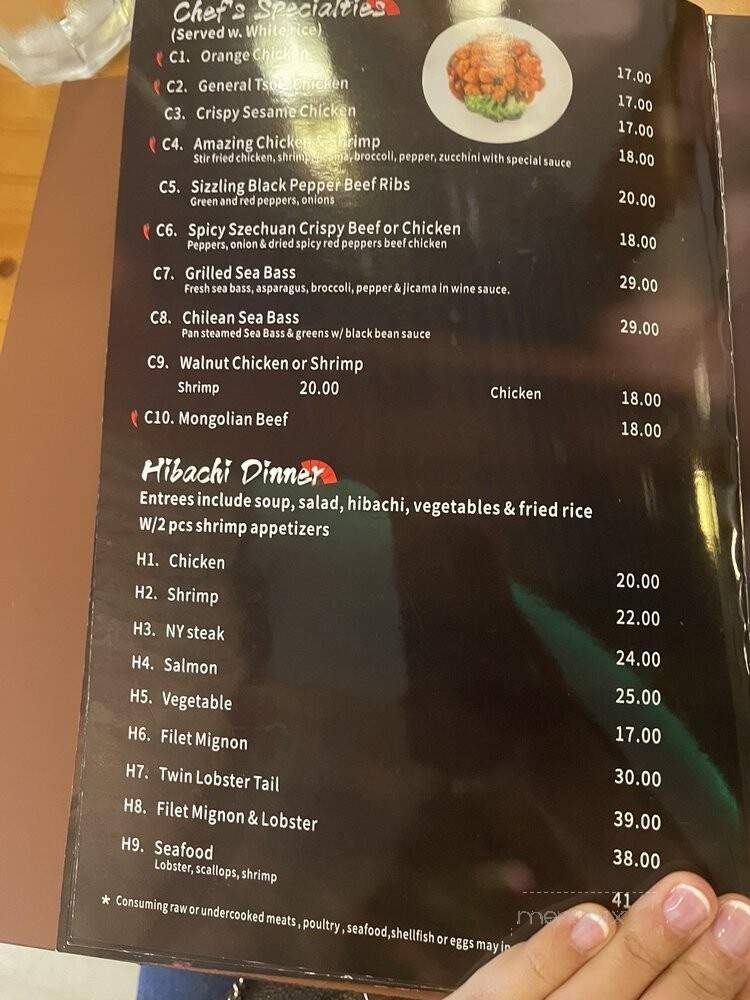 Chef's Specialties
(Served w. White rice)
C1. Orange Chicken 17.00
C2. General Tso's Chicken 17.00
C3. Crispy Sesame Chicken 17.00
C4. Amazing Chicken & Shrimp 18.00
Stir fried chicken, shrimp, jicama, broccoli, pepper, zucchini with special sauce
C5. Sizzling Black Pepper Beef Ribs 20.00
Green and red peppers, onions
C6. Spicy Szechuan Crispy Beef or Chicken 18.00
Peppers, onion & dried spicy red peppers beef chicken
C7. Grilled Sea Bass 29.00
Fresh sea bass, asparagus, broccoli, pepper & jicama in wine sauce.
C8. Chilean Sea Bass 29.00
Pan steamed Sea Bass & greens w/ black bean sauce
C9. Walnut Chicken or Shrimp
Shrimp 20.00 Chicken 18.00
C10. Mongolian Beef 18.00
Hibachi Dinner
Entrees include soup, salad, hibachi, vegetables & fried rice
W/2 pcs shrimp appetizers
H1. Chicken 20.00
H2. Shrimp 22.00
H3. NY steak 24.00
H4. Salmon 25.00
H5. Vegetable 17.00
H6. Filet Mignon 30.00
H7. Twin Lobster Tail 39.00
H8. Filet Mignon & Lobster 38.00
H9. Seafood 41
Lobster, scallops, shrimp
* Consuming raw or undercooked meats, poultry, seafood, shellfish or eggs may in